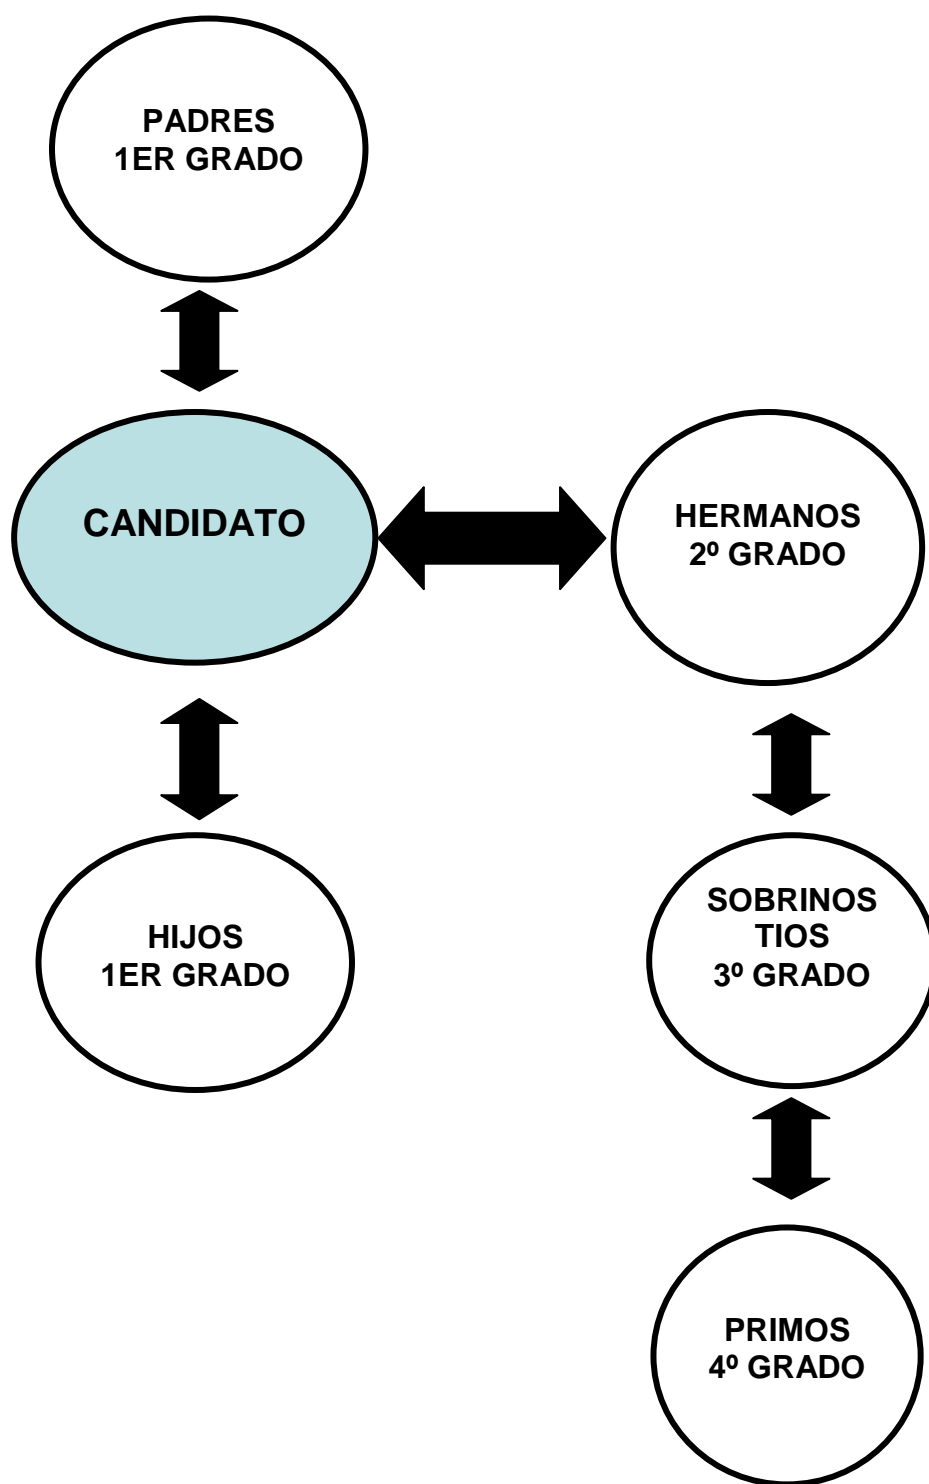 PADRES
1ER GRADO
CANDIDATO
HERMANOS
2º GRADO
HIJOS
1ER GRADO
SOBRINOS
TIOS
3º GRADO
PRIMOS
4º GRADO